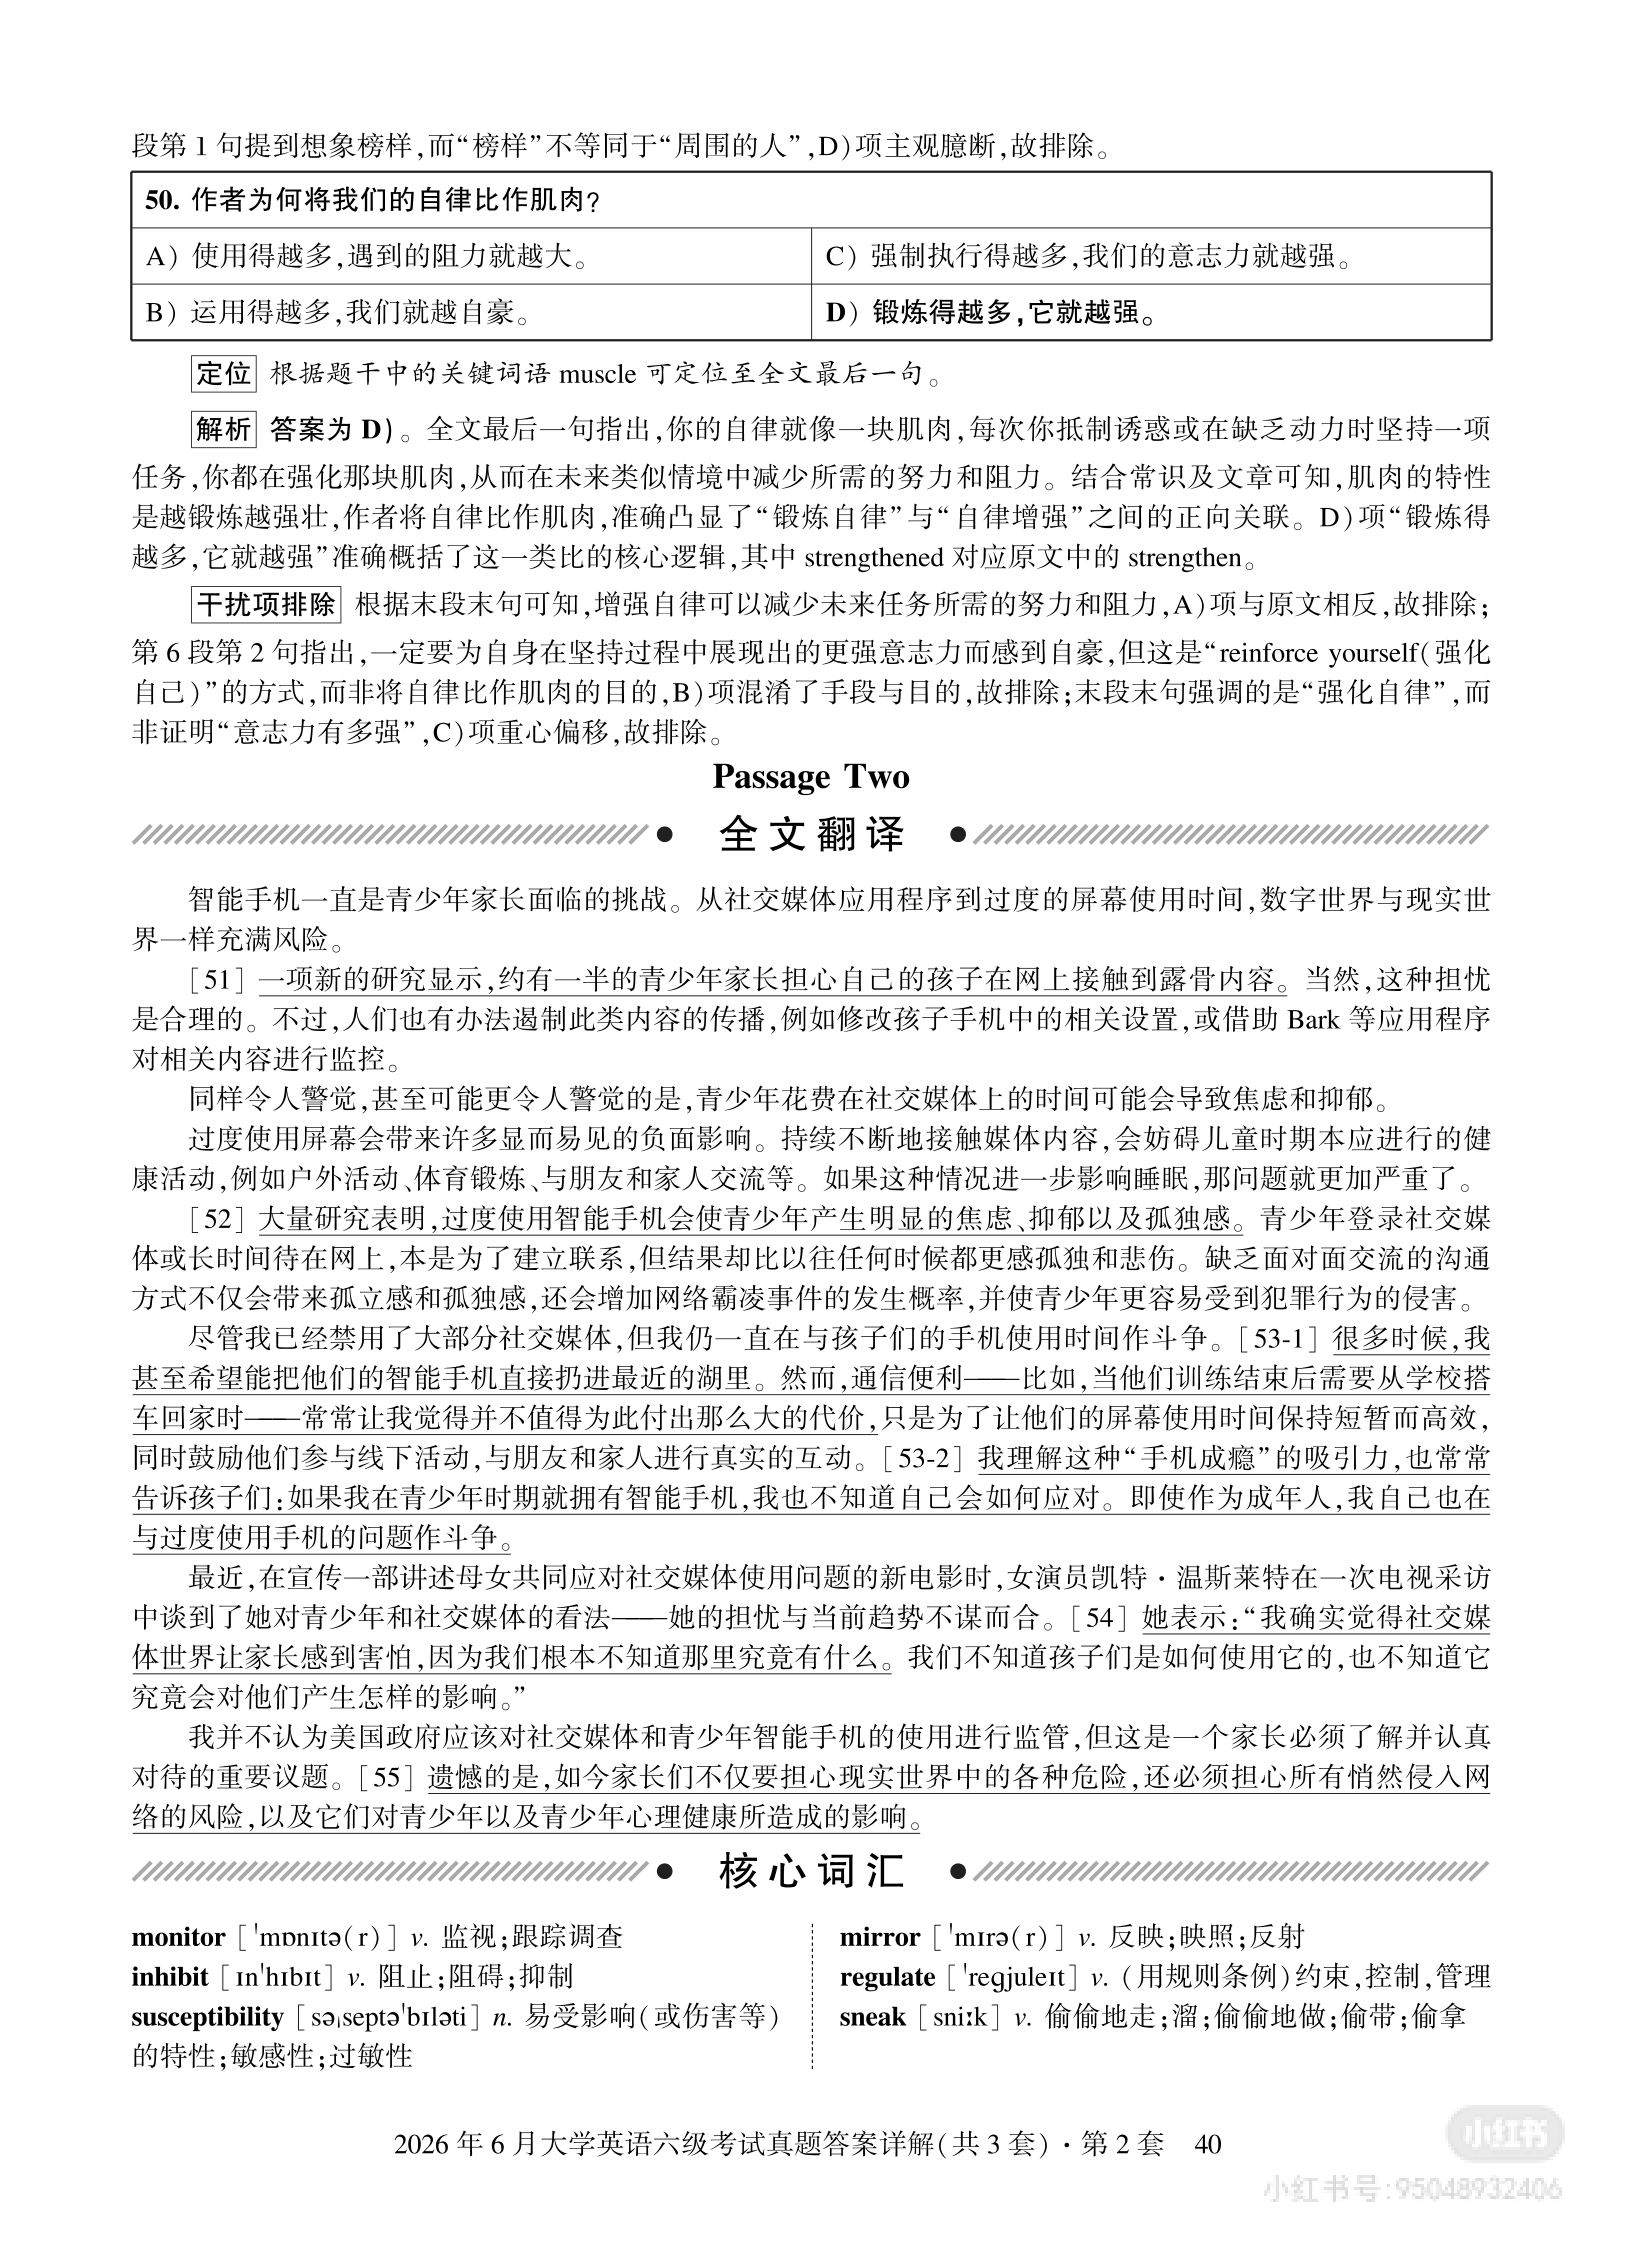 段第 1 句提到想象榜样,而“榜样”不等同于“周围的人”,D)项主观臆断,故排除。
50. 作者为何将我们的自律比作肌肉?
A) 使用得越多,遇到的阻力就越大。
C) 强制执行得越多,我们的意志力就越强。
B) 运用得越多,我们就越自豪。
D) 锻炼得越多,它就越强。
定位 根据题干中的关键词语 muscle 可定位至全文最后一句。
解析 答案为 D)。全文最后一句指出,你的自律就像一块肌肉,每次你抵制诱惑或在缺乏动力时坚持一项
任务,你都在强化那块肌肉,从而在未来类似情境中减少所需的努力和阻力。结合常识及文章可知,肌肉的特性
是越锻炼越强壮,作者将自律比作肌肉,准确凸显了“锻炼自律”与“自律增强”之间的正向关联。D)项“锻炼得
越多,它就越强”准确概括了这一类比的核心逻辑,其中 strengthened 对应原文中的 strengthen。
干扰项排除 根据末段末句可知,增强自律可以减少未来任务所需的努力和阻力,A)项与原文相反,故排除;
第 6 段第 2 句指出,一定要为自身在坚持过程中展现出的更强意志力而感到自豪,但这是“reinforce yourself(强化
自己)”的方式,而非将自律比作肌肉的目的,B)项混淆了手段与目的,故排除;末段末句强调的是“强化自律”,而
非证明“意志力有多强”,C)项重心偏移,故排除。
Passage Two
全文翻译
智能手机一直是青少年家长面临的挑战。从社交媒体应用程序到过度的屏幕使用时间,数字世界与现实世
界一样充满风险。
[51] 一项新的研究显示,约有一半的青少年家长担心自己的孩子在网上接触到露骨内容。当然,这种担忧
是合理的。不过,人们也有办法遏制此类内容的传播,例如修改孩子手机中的相关设置,或借助 Bark 等应用程序
对相关内容进行监控。
同样令人警觉,甚至可能更令人警觉的是,青少年花费在社交媒体上的时间可能会导致焦虑和抑郁。
过度使用屏幕会带来许多显而易见的负面影响。持续不断地接触媒体内容,会妨碍儿童时期本应进行的健
康活动,例如户外活动、体育锻炼、与朋友和家人交流等。如果这种情况进一步影响睡眠,那问题就更加严重了。
[52] 大量研究表明,过度使用智能手机会使青少年产生明显的焦虑、抑郁以及孤独感。青少年登录社交媒
体或长时间待在网上,本是为了建立联系,但结果却比以往任何时候都更感孤独和悲伤。缺乏面对面交流的沟通
方式不仅会带来孤立感和孤独感,还会增加网络霸凌事件的发生概率,并使青少年更容易受到犯罪行为的侵害。
尽管我已经禁用了大部分社交媒体,但我仍一直在与孩子们的手机使用时间作斗争。[53-1] 很多时候,我
甚至希望能把他们的智能手机直接扔进最近的湖里。然而,通信便利——比如,当他们训练结束后需要从学校搭
车回家时——常常让我觉得并不值得为此付出那么大的代价,只是为了让他们的屏幕使用时间保持短暂而高效,
同时鼓励他们参与线下活动,与朋友和家人进行真实的互动。[53-2] 我理解这种“手机成瘾”的吸引力,也常常
告诉孩子们:如果我在青少年时期就拥有智能手机,我也不知道自己会如何应对。即使作为成年人,我自己也在
与过度使用手机的问题作斗争。
最近,在宣传一部讲述母女共同应对社交媒体使用问题的新电影时,女演员凯特·温斯莱特在一次电视采访
中谈到了她对青少年和社交媒体的看法——她的担忧与当前趋势不谋而合。[54] 她表示:“我确实觉得社交媒
体世界让家长感到害怕,因为我们根本不知道那里究竟有什么。我们不知道孩子们是如何使用它的,也不知道它
究竟会对他们产生怎样的影响。”
我并不认为美国政府应该对社交媒体和青少年智能手机的使用进行监管,但这是一个家长必须了解并认真
对待的重要议题。[55] 遗憾的是,如今家长们不仅要担心现实世界中的各种危险,还必须担心所有悄然侵入网
络的风险,以及它们对青少年以及青少年心理健康所造成的影响。
核心词汇
monitor [ˈmɒnɪtə(r)] v. 监视;跟踪调查
inhibit [ɪnˈhɪbɪt] v. 阻止;阻碍;抑制
susceptibility [səˌseptəˈbɪləti] n. 易受影响(或伤害等)
的特性;敏感性;过敏性
mirror [ˈmɪrə(r)] v. 反映;映照;反射
regulate [ˈreɡjuleɪt] v. (用规则条例)约束,控制,管理
sneak [sniːk] v. 偷偷地走;溜;偷偷地做;偷带;偷拿
2026 年 6 月大学英语六级考试真题答案详解(共 3 套)·第 2 套 40
小红书
小红书号:95048932406